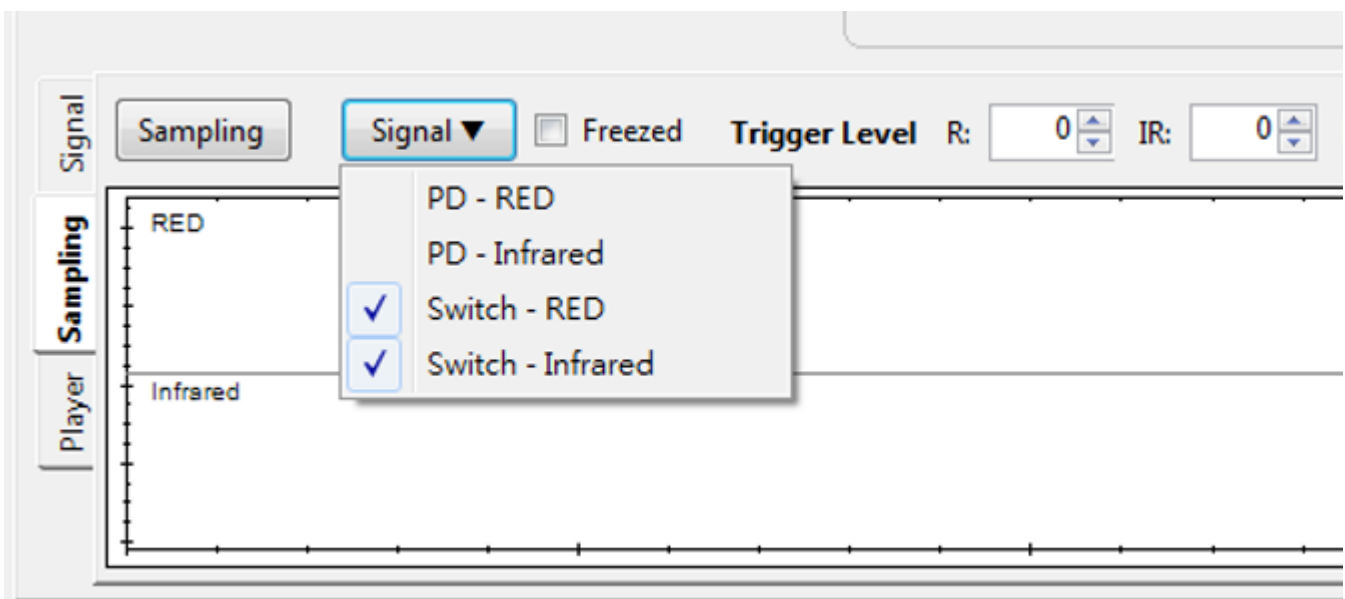 Signal
Sampling
Player
Sampling Signal ▼ Freezed Trigger Level R: 0 IR: 0
PD - RED
PD - Infrared
Switch - RED
Switch - Infrared
RED
Infrared